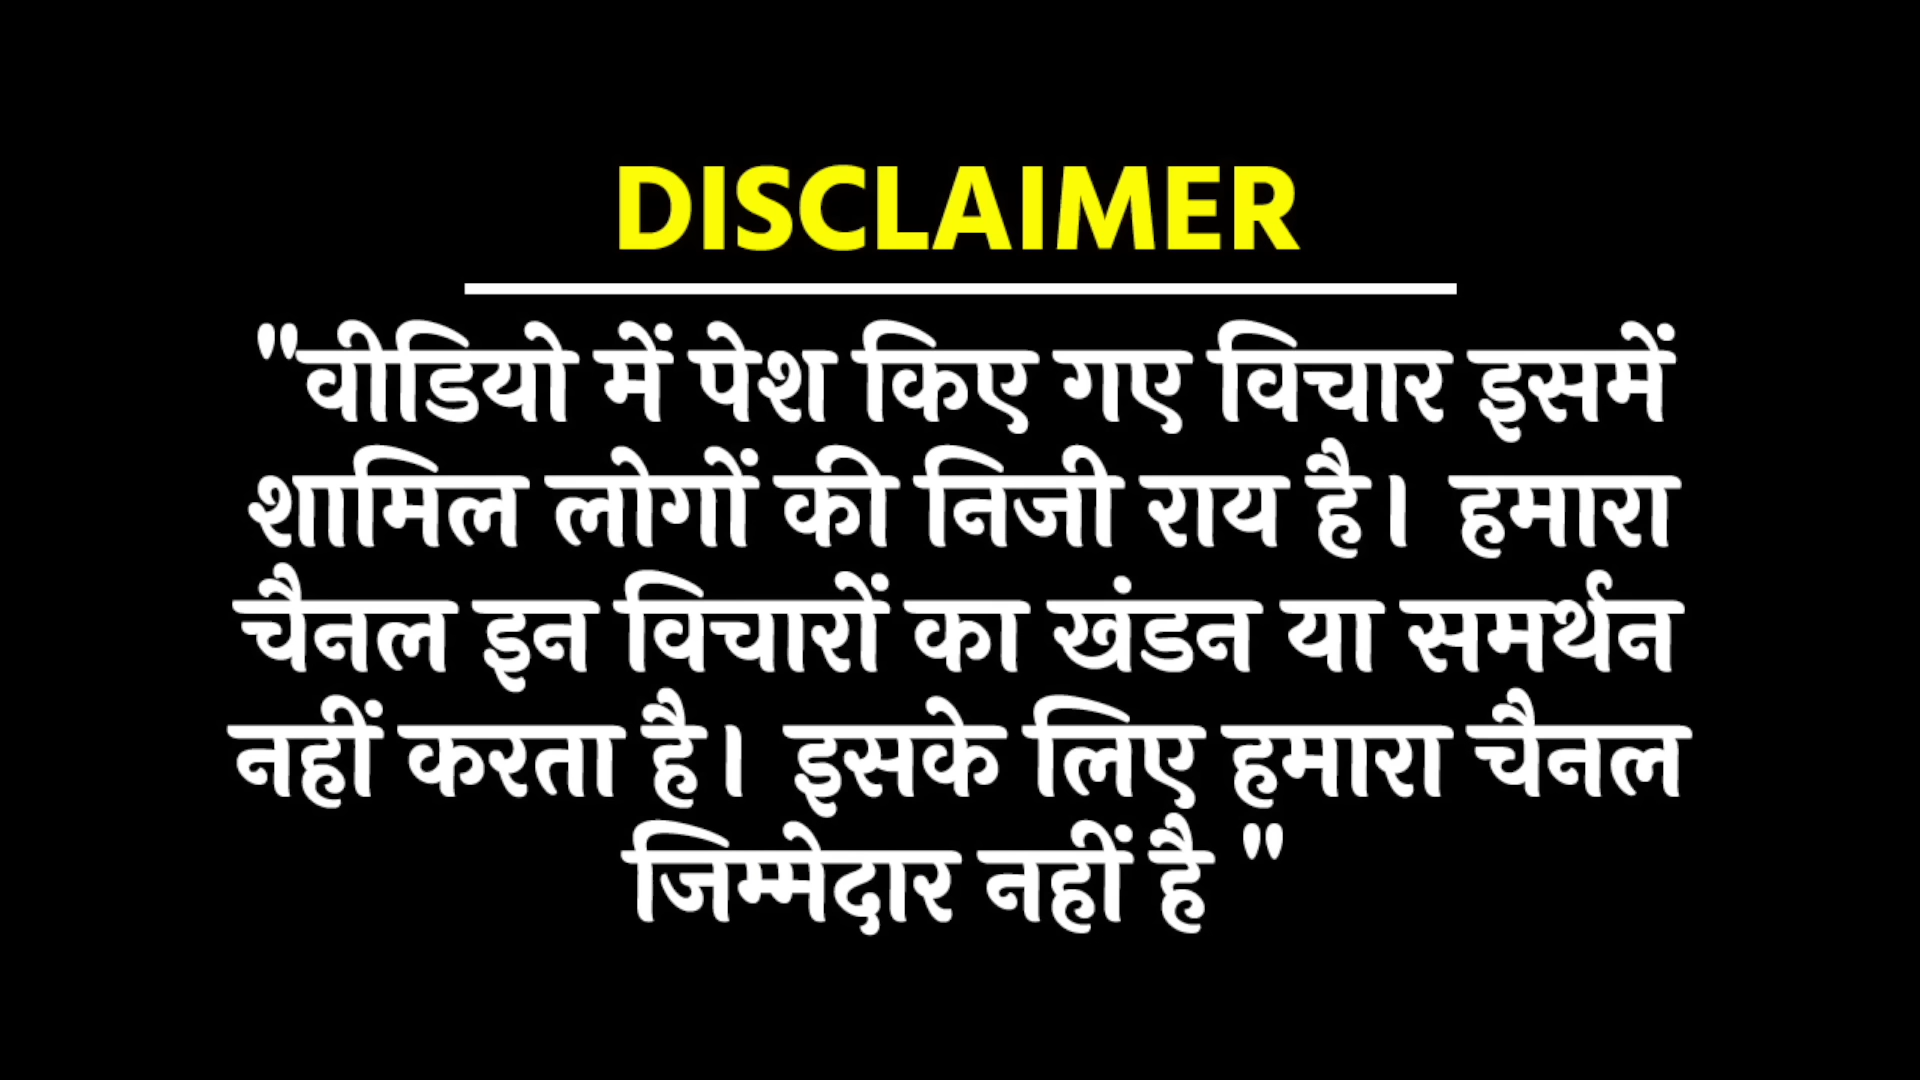 DISCLAIMER
"वीडियो में पेश किए गए विचार इसमें
शामिल लोगों की निजी राय है। हमारा
चैनल इन विचारों का खंडन या समर्थन
नहीं करता है। इसके लिए हमारा चैनल
जिम्मेदार नहीं है "